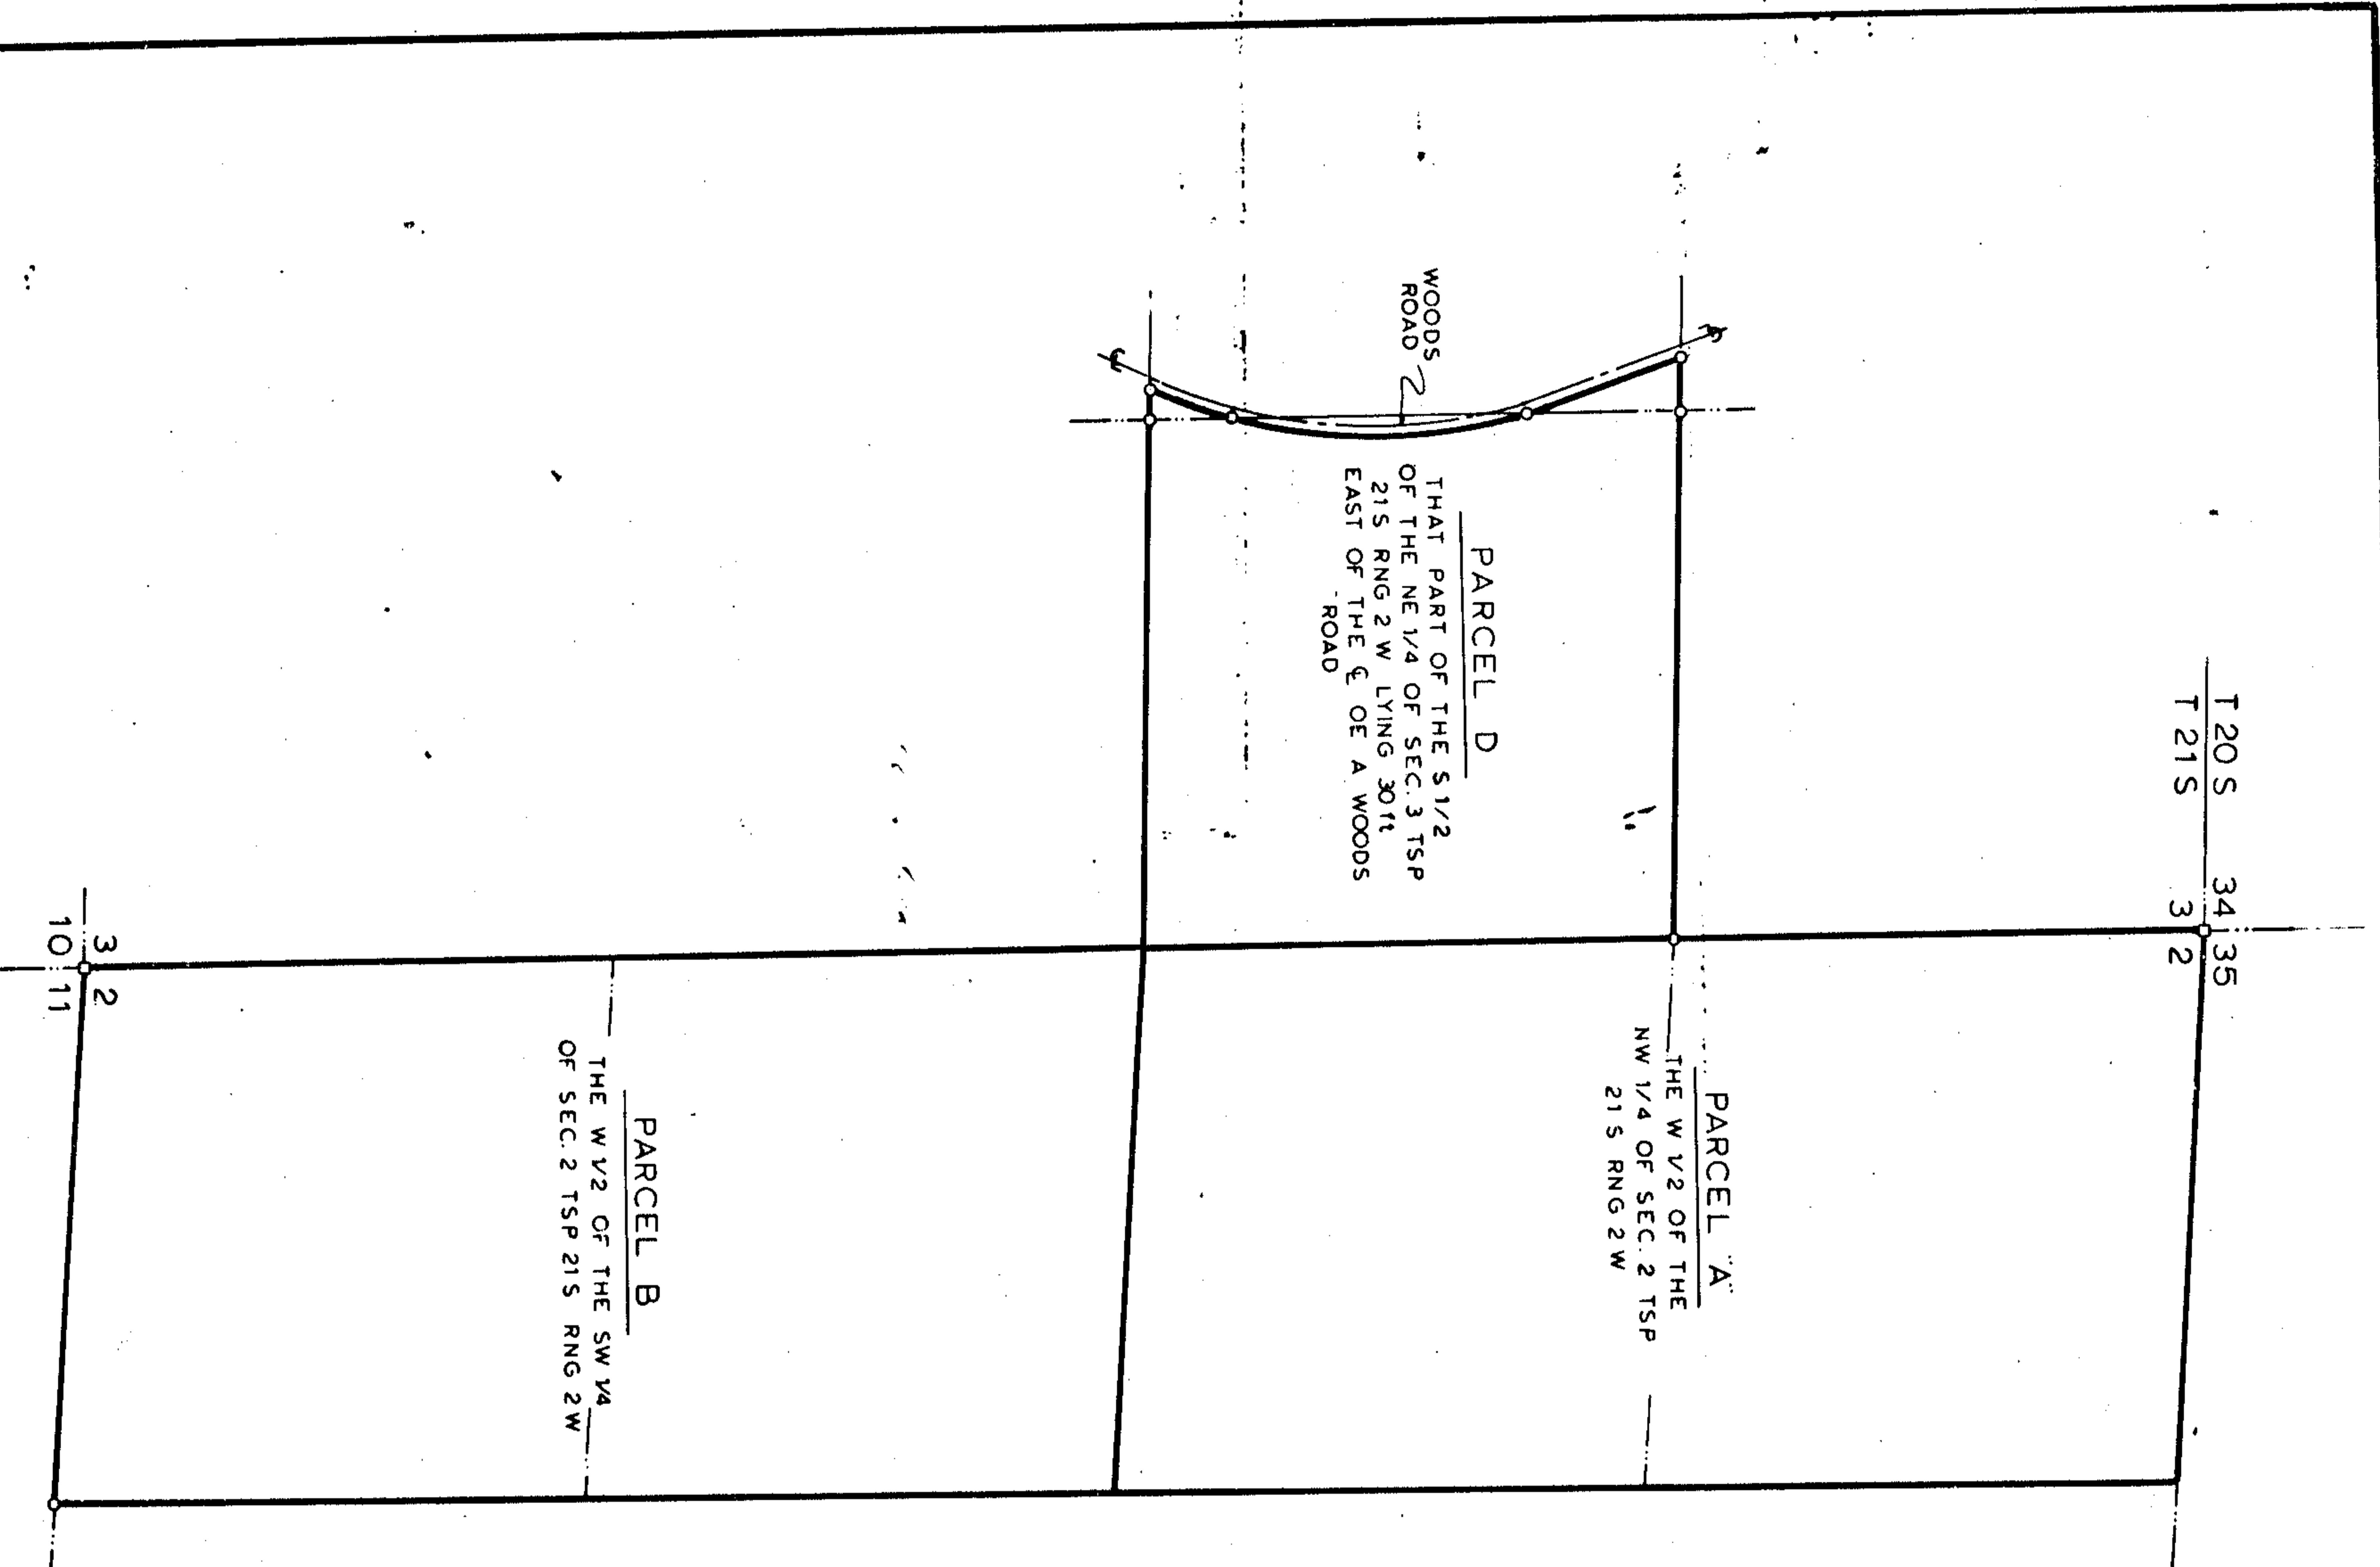 T 20 S 34 35
T 21 S 3 2
WOODS
ROAD
PARCEL D
THAT PART OF THE S 1/2
OF THE NE 1/4 OF SEC. 3 TSP
21 S RNG 2 W LYING 30 ft
EAST OF THE ℄ OF A WOODS
ROAD
PARCEL "A"
THE W 1/2 OF THE
NW 1/4 OF SEC. 2 TSP
21 S RNG 2 W
PARCEL B
THE W 1/2 OF THE SW 1/4
OF SEC. 2 TSP 21S RNG 2 W
3 2
10 11